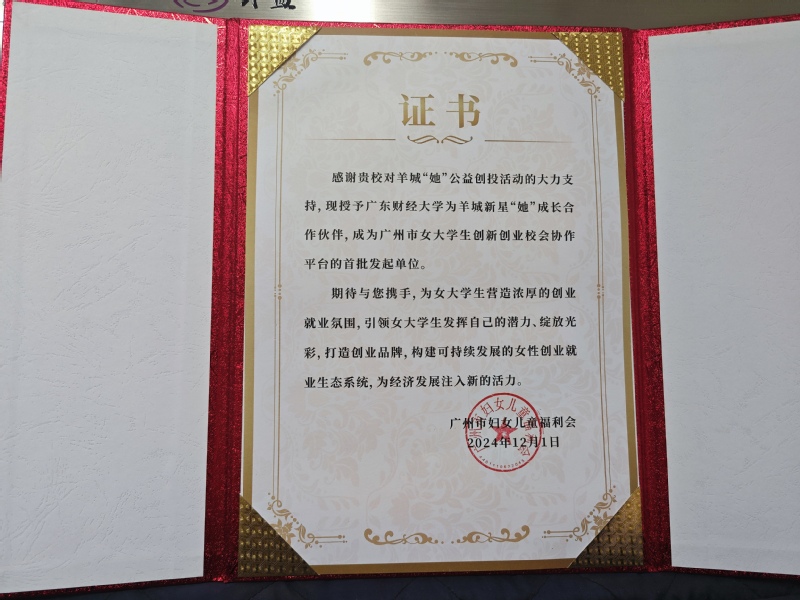 证书
感谢贵校对羊城“她”公益创投活动的大力支
持,现授予广东财经大学为羊城新星“她”成长合
作伙伴,成为广州市女大学生创新创业校会协作
平台的首批发起单位。
期待与您携手,为女大学生营造浓厚的创业
就业氛围,引领女大学生发挥自己的潜力、绽放光
彩,打造创业品牌,构建可持续发展的女性创业就
业生态系统,为经济发展注入新的活力。
广州市妇女儿童福利会
2024年12月1日